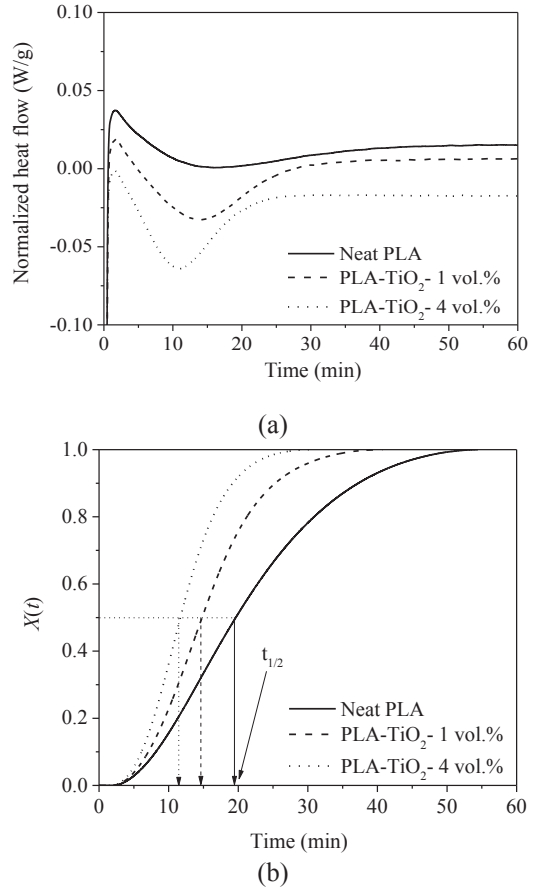 0.10
0.05
0.00
-0.05
-0.10
Normalized heat flow (W/g)
Neat PLA
PLA-TiO2- 1 vol.%
PLA-TiO2- 4 vol.%
0 10 20 30 40 50 60
Time (min)
(a)
1.0
0.8
0.6
0.4
0.2
0.0
X(t)
t1/2
Neat PLA
PLA-TiO2- 1 vol.%
PLA-TiO2- 4 vol.%
0 10 20 30 40 50 60
Time (min)
(b)